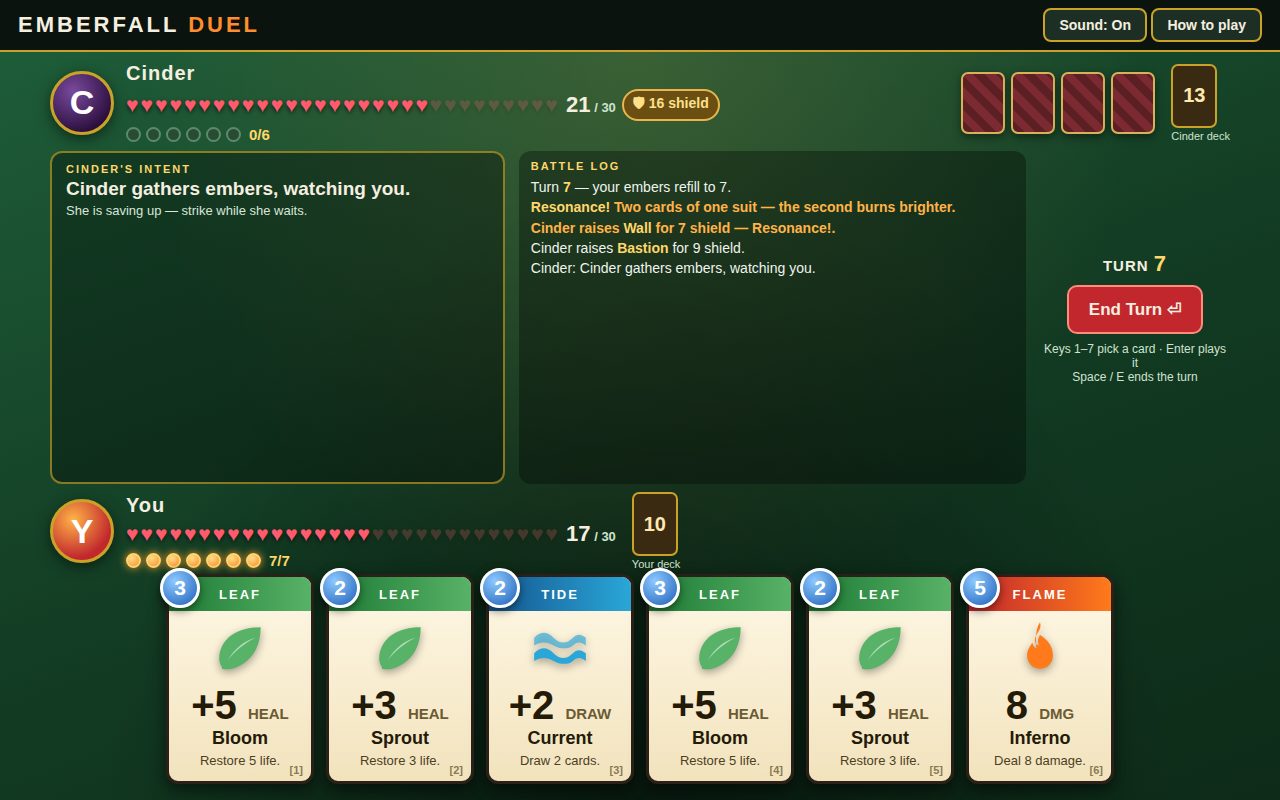 EMBERFALL DUEL
Sound: On
How to play
C
Cinder
21 / 30
16 shield
0/6
13
Cinder deck
CINDER'S INTENT
Cinder gathers embers, watching you.
She is saving up — strike while she waits.
BATTLE LOG
Turn 7 — your embers refill to 7.
Resonance! Two cards of one suit — the second burns brighter.
Cinder raises Wall for 7 shield — Resonance!.
Cinder raises Bastion for 9 shield.
Cinder: Cinder gathers embers, watching you.
TURN 7
End Turn ⏎
Keys 1–7 pick a card · Enter plays
it
Space / E ends the turn
Y
You
17 / 30
7/7
10
Your deck
3
LEAF
+5 HEAL
Bloom
Restore 5 life.
[1]
2
LEAF
+3 HEAL
Sprout
Restore 3 life.
[2]
2
TIDE
+2 DRAW
Current
Draw 2 cards.
[3]
3
LEAF
+5 HEAL
Bloom
Restore 5 life.
[4]
2
LEAF
+3 HEAL
Sprout
Restore 3 life.
[5]
5
FLAME
8 DMG
Inferno
Deal 8 damage.
[6]